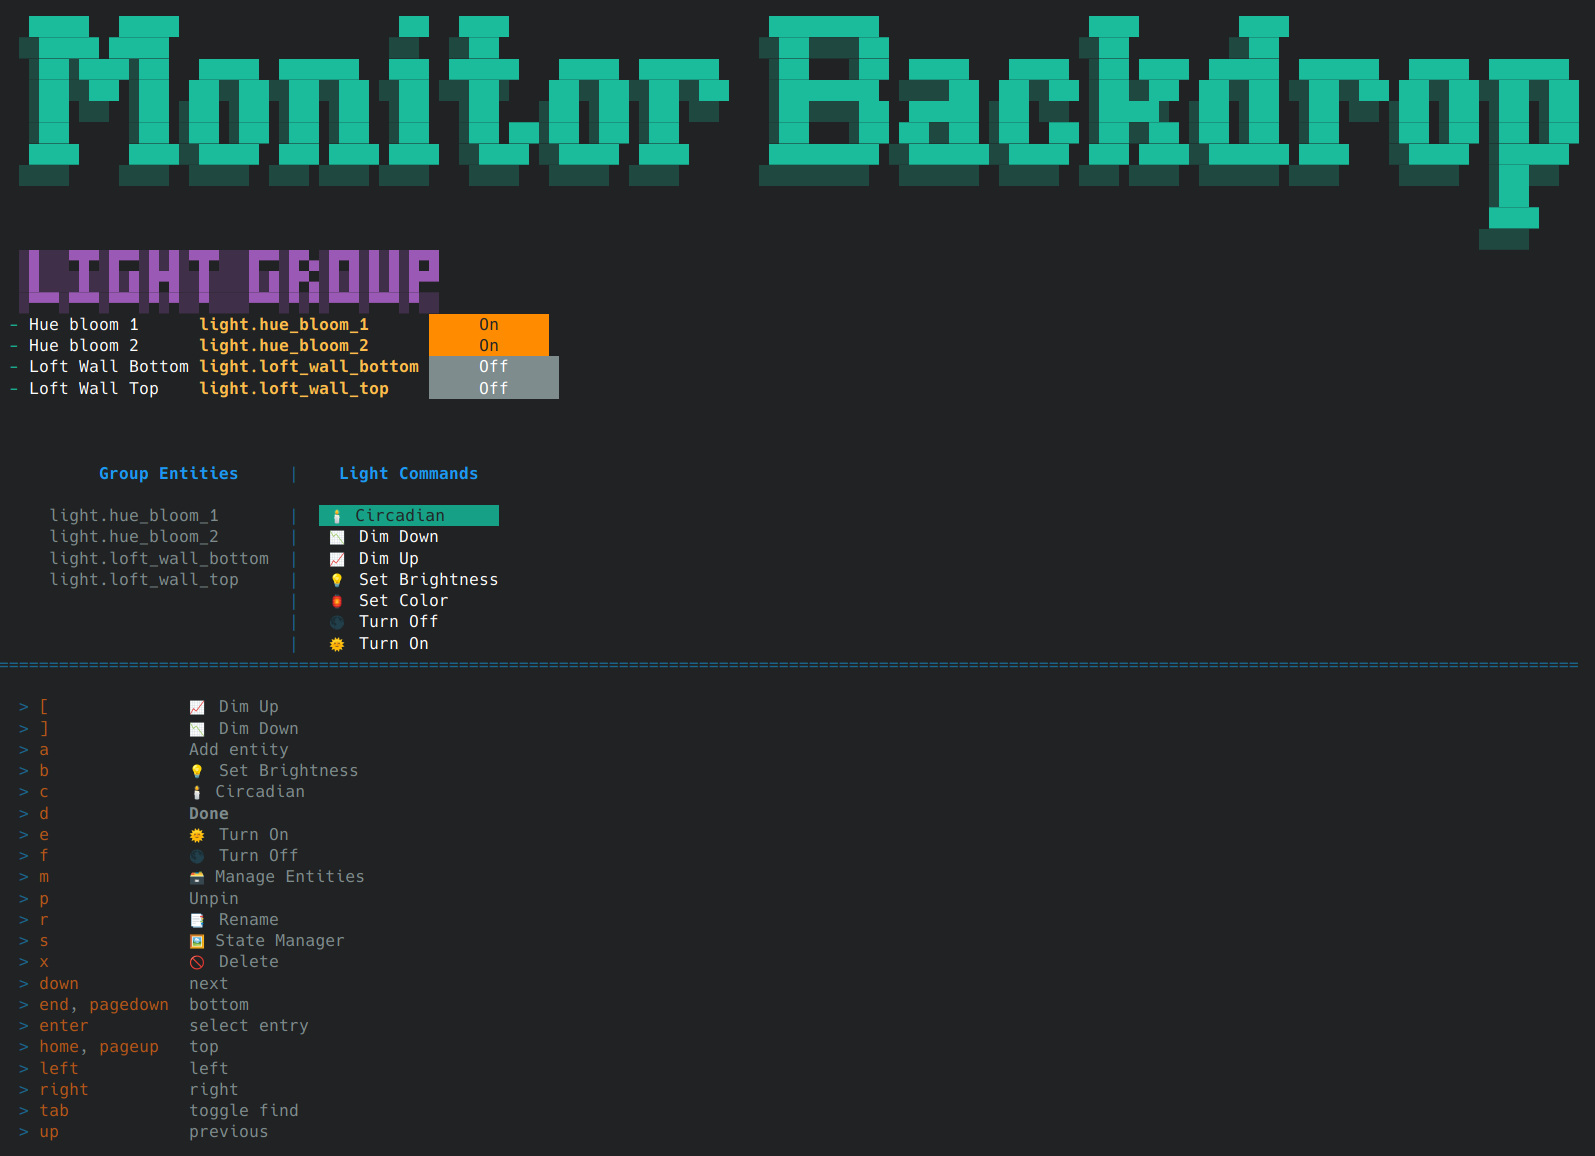 Monitor Backdrop
LIGHT GROUP
- Hue bloom 1 light.hue_bloom_1 On
- Hue bloom 2 light.hue_bloom_2 On
- Loft Wall Bottom light.loft_wall_bottom Off
- Loft Wall Top light.loft_wall_top Off
Group Entities | Light Commands
light.hue_bloom_1 | Circadian
light.hue_bloom_2 | Dim Down
light.loft_wall_bottom | Dim Up
light.loft_wall_top | Set Brightness
| Set Color
| Turn Off
| Turn On
==============================================================================================================================================================
> [ Dim Up
> ] Dim Down
> a Add entity
> b Set Brightness
> c Circadian
> d Done
> e Turn On
> f Turn Off
> m Manage Entities
> p Unpin
> r Rename
> s State Manager
> x Delete
> down next
> end, pagedown bottom
> enter select entry
> home, pageup top
> left left
> right right
> tab toggle find
> up previous